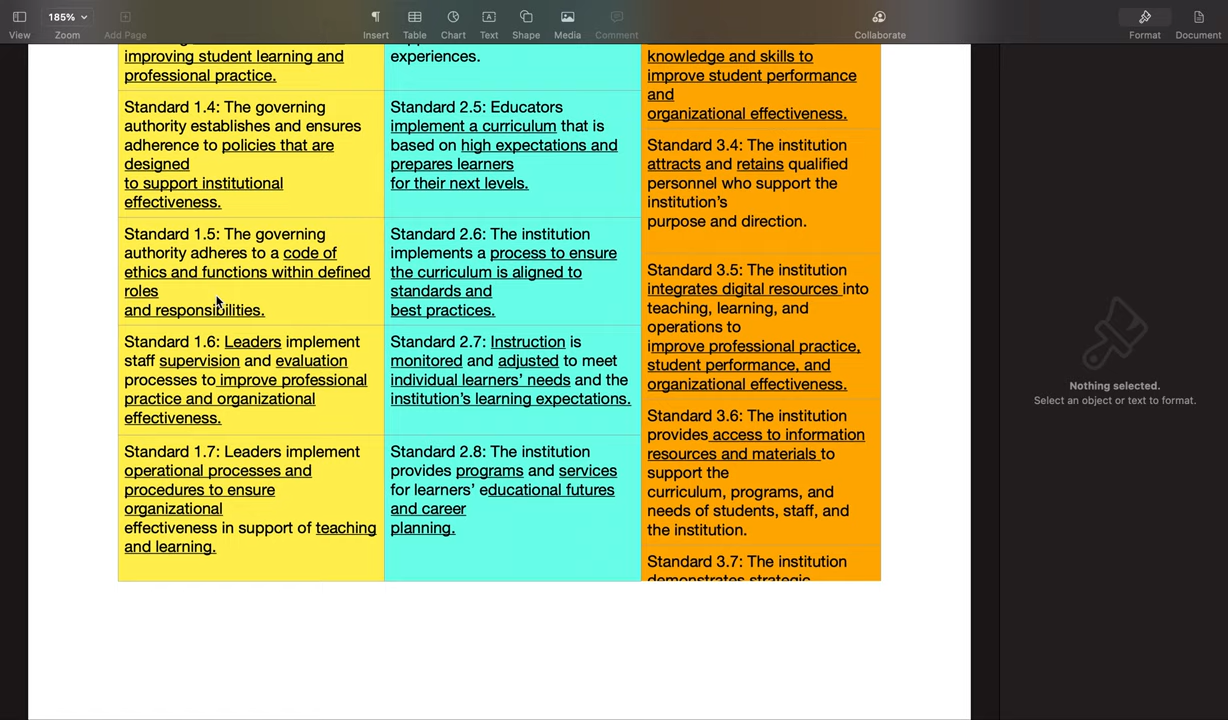 185%
View
Zoom
Add Page
Insert
Table
Chart
Text
Shape
Media
Comment
Collaborate
Format
Document
improving student learning and
professional practice.
Standard 1.4: The governing
authority establishes and ensures
adherence to policies that are
designed
to support institutional
effectiveness.
Standard 1.5: The governing
authority adheres to a code of
ethics and functions within defined
roles
and responsibilities.
Standard 1.6: Leaders implement
staff supervision and evaluation
processes to improve professional
practice and organizational
effectiveness.
Standard 1.7: Leaders implement
operational processes and
procedures to ensure
organizational
effectiveness in support of teaching
and learning.
experiences.
Standard 2.5: Educators
implement a curriculum that is
based on high expectations and
prepares learners
for their next levels.
Standard 2.6: The institution
implements a process to ensure
the curriculum is aligned to
standards and
best practices.
Standard 2.7: Instruction is
monitored and adjusted to meet
individual learners’ needs and the
institution’s learning expectations.
Standard 2.8: The institution
provides programs and services
for learners’ educational futures
and career
planning.
knowledge and skills to
improve student performance
and
organizational effectiveness.
Standard 3.4: The institution
attracts and retains qualified
personnel who support the
institution’s
purpose and direction.
Standard 3.5: The institution
integrates digital resources into
teaching, learning, and
operations to
improve professional practice,
student performance, and
organizational effectiveness.
Standard 3.6: The institution
provides access to information
resources and materials to
support the
curriculum, programs, and
needs of students, staff, and
the institution.
Standard 3.7: The institution
demonstrates strategic
Nothing selected.
Select an object or text to format.